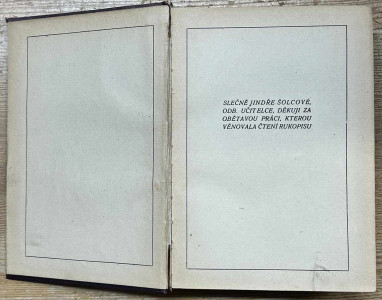 SLEČNĚ JINDŘE ŠOLCOVÉ,
ODB. UČITELCE, DĚKUJI ZA
OBĚTAVOU PRÁCI, KTEROU
VĚNOVALA ČTENÍ RUKOPISU